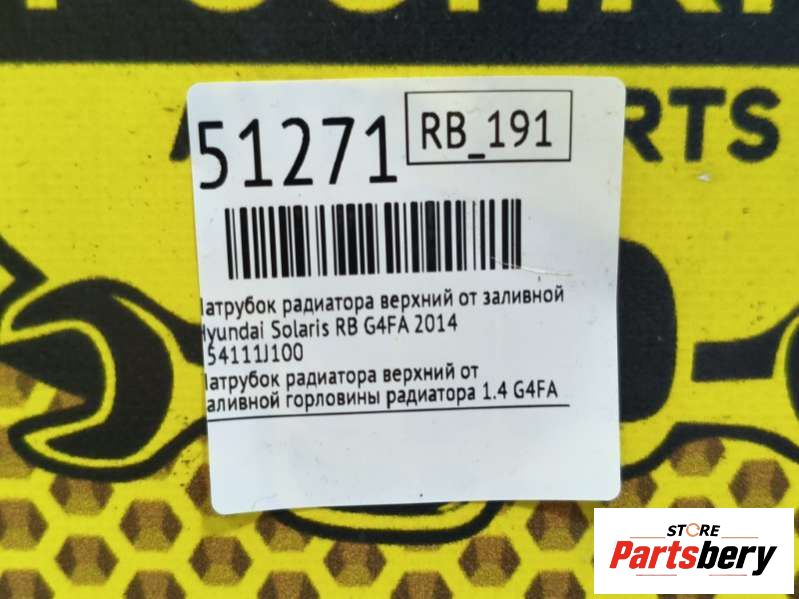 51271
RB_191
атрубок радиатора верхний от заливной
yundai Solaris RB G4FA 2014
54111J100
атрубок радиатора верхний от
аливной горловины радиатора 1.4 G4FA
RTS
STORE
Partsbery